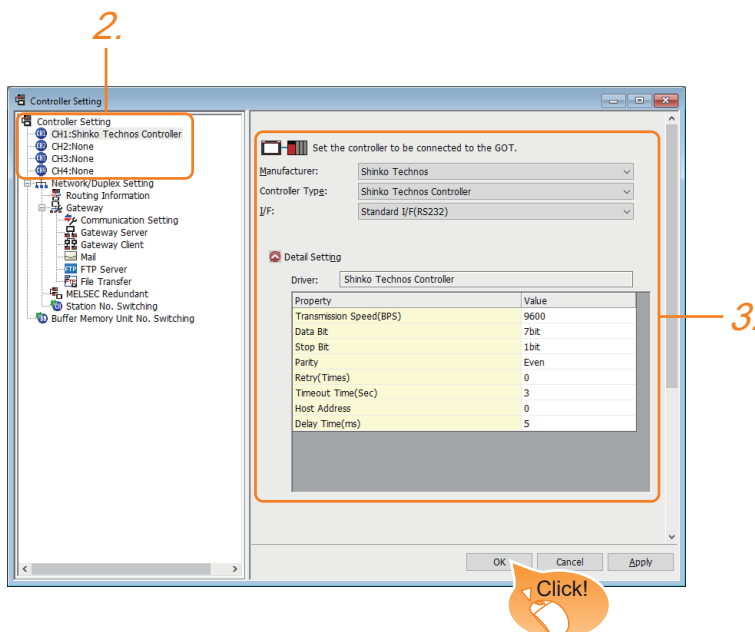 2.
Controller Setting
Controller Setting
CH1:Shinko Technos Controller
CH2:None
CH3:None
CH4:None
Network/Duplex Setting
Routing Information
Gateway
Communication Setting
Gateway Server
Gateway Client
Mail
FTP Server
File Transfer
MELSEC Redundant
Station No. Switching
Buffer Memory Unit No. Switching
Set the controller to be connected to the GOT.
Manufacturer: Shinko Technos
Controller Type: Shinko Technos Controller
I/F: Standard I/F(RS232)
Detail Setting
Driver: Shinko Technos Controller
Property Value
Transmission Speed(BPS) 9600
Data Bit 7bit
Stop Bit 1bit
Parity Even
Retry(Times) 0
Timeout Time(Sec) 3
Host Address 0
Delay Time(ms) 5
3.
OK Cancel Apply
Click!